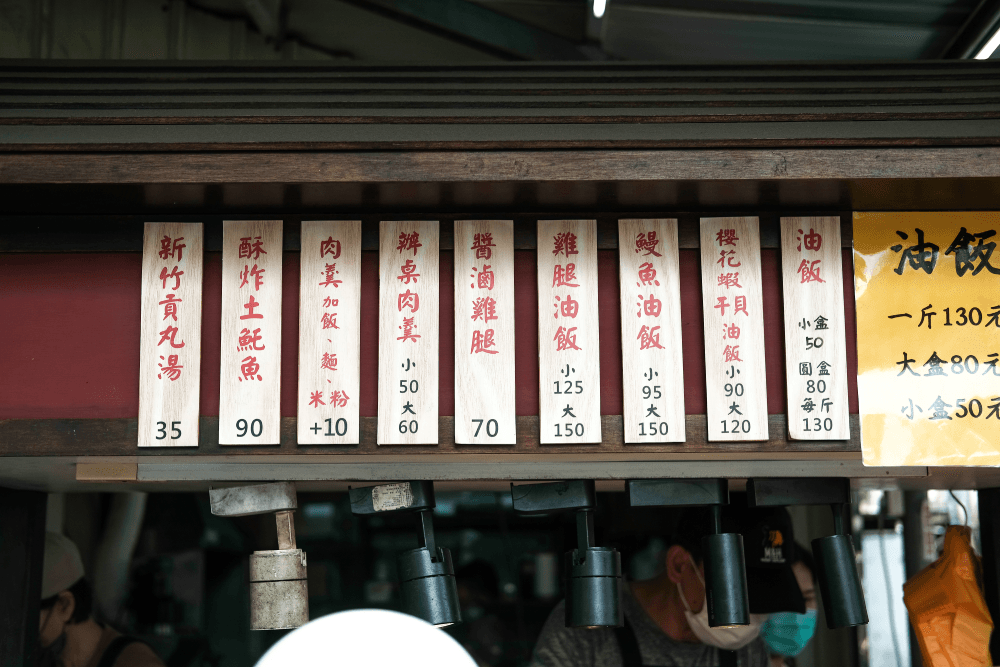 油飯
一斤130元
大盒80元
小盒50元
油飯
小盒
50
圓盒
80
每斤
130
櫻花蝦干貝油飯
小
90
大
120
鰻魚油飯
小
95
大
150
雞腿油飯
小
125
大
150
醬滷雞腿
70
辦桌肉羹
小
50
大
60
肉羹加飯、麵、米粉
+10
酥炸土魠魚
90
新竹貢丸湯
35